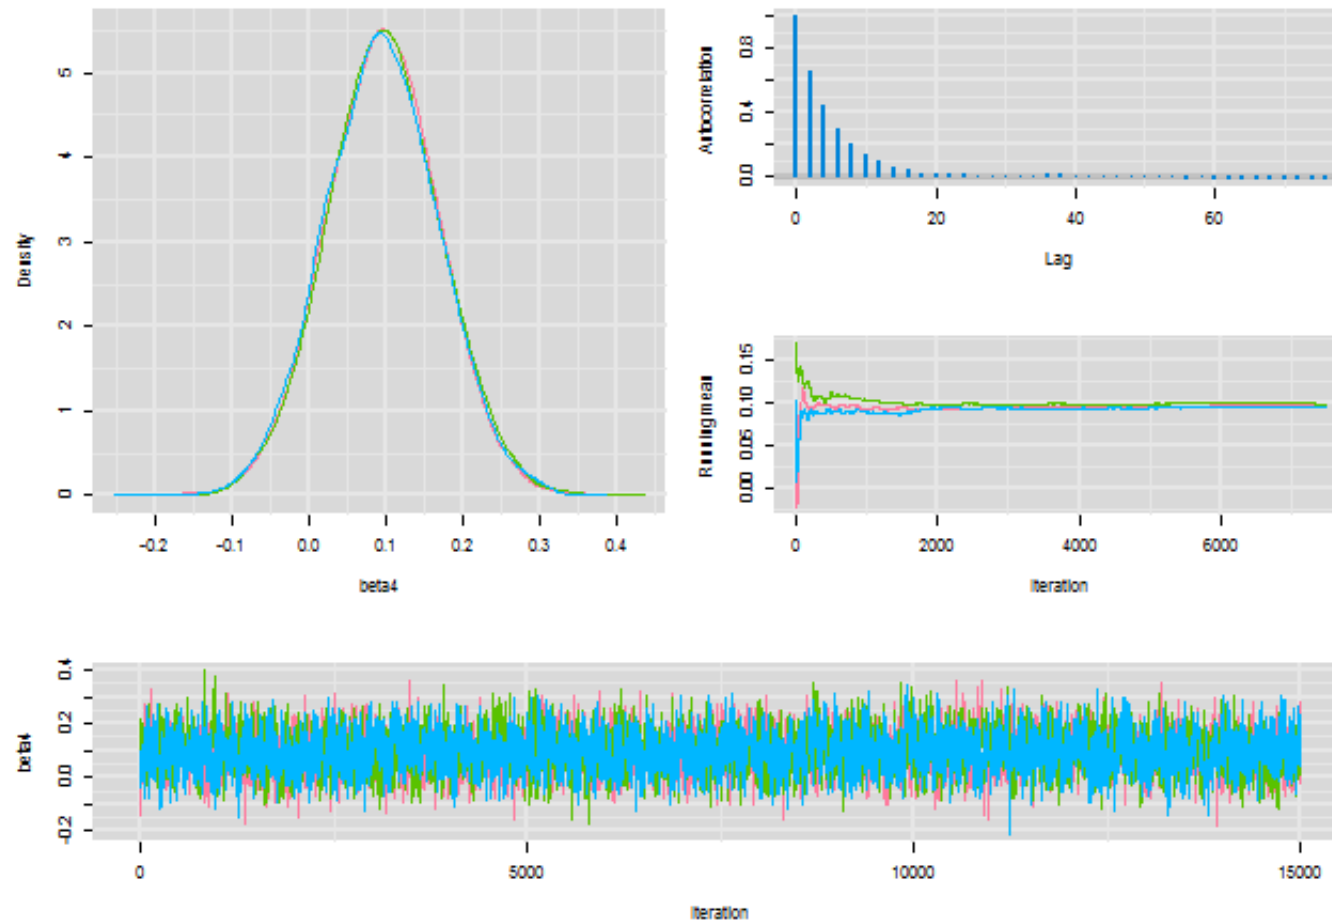 Density
5
4
3
2
1
0
-0.2 -0.1 0.0 0.1 0.2 0.3 0.4
beta4
Autocorrelation
0.8
0.4
0.0
0 20 40 60
Lag
Running mean
0.15
0.10
0.05
0.00
0 2000 4000 6000
Iteration
beta4
0.4
0.2
0.0
-0.2
0 5000 10000 15000
Iteration